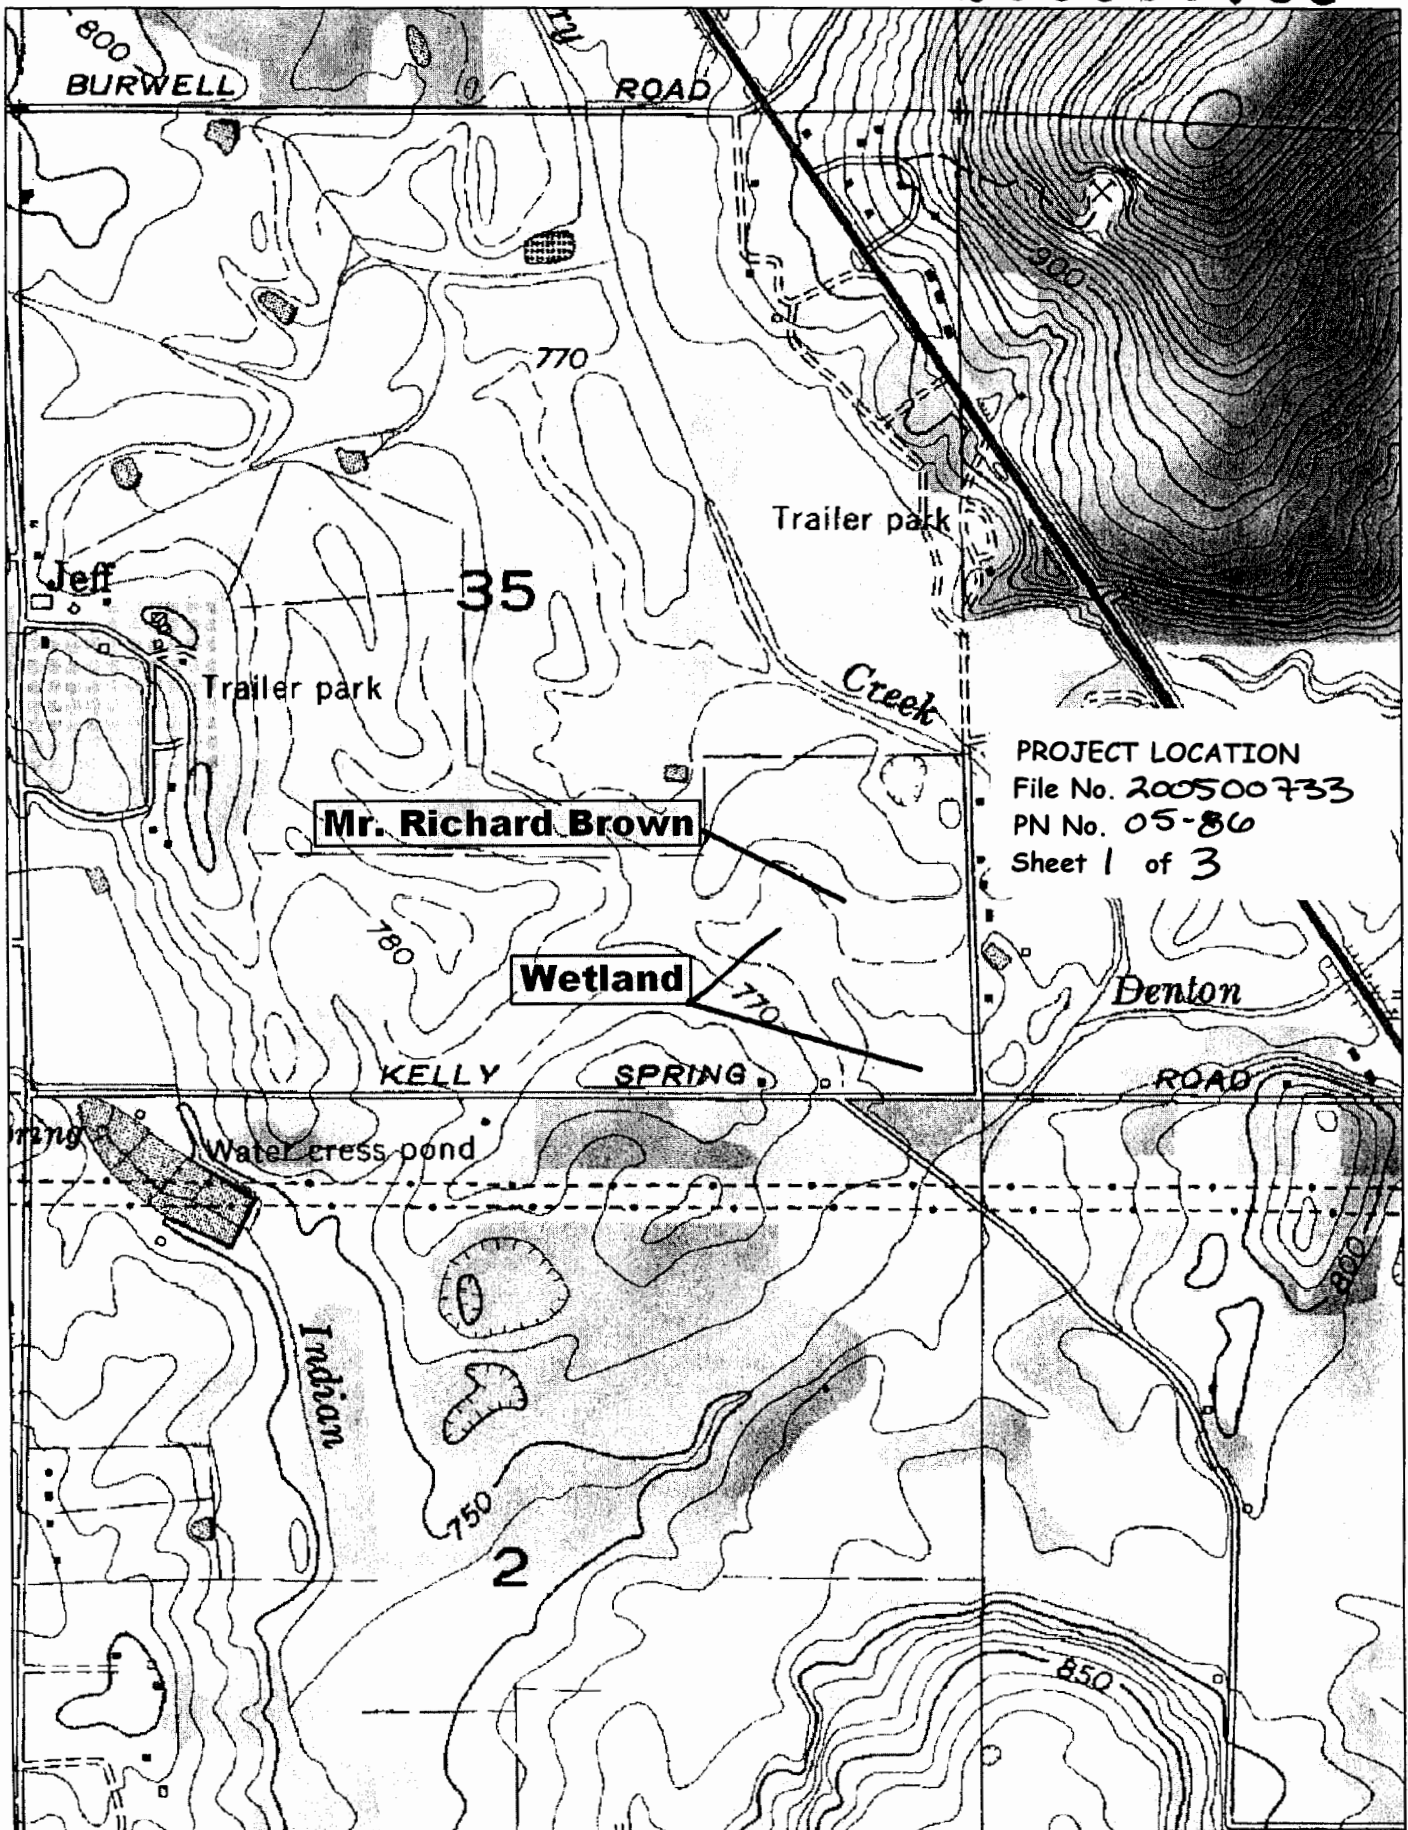 800
BURWELL ROAD
ry
900
770
Trailer park
Jeff
35
Trailer park
Creek
PROJECT LOCATION
File No. 200500733
PN No. 05-86
Sheet 1 of 3
Mr. Richard Brown
780
Wetland
770
Denton
KELLY SPRING ROAD
ring
Water cress pond
800
Indian
750
2
850